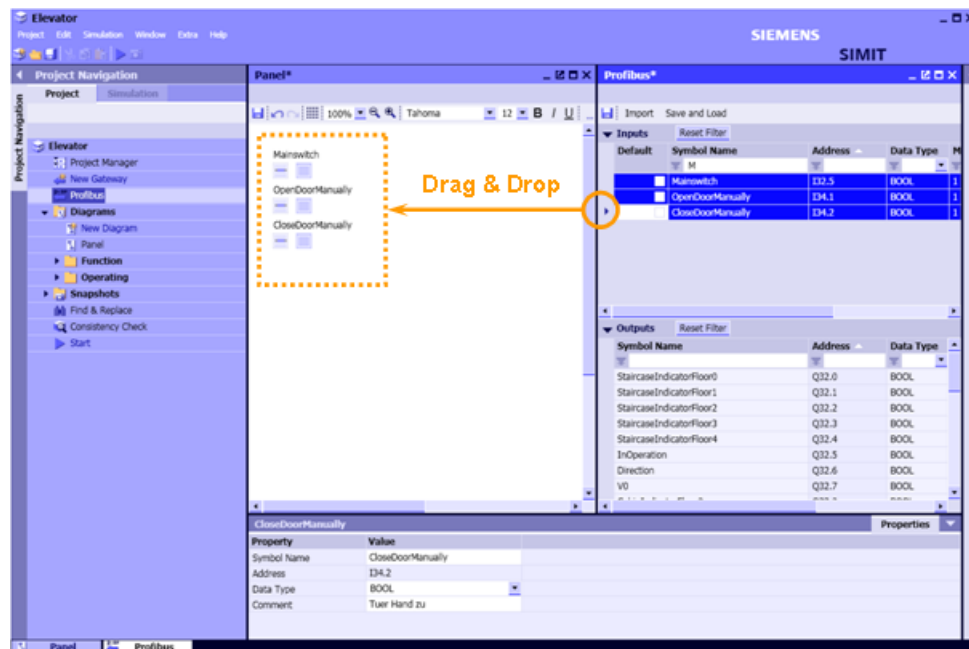 Elevator
Project Edit Simulation Window Extra Help
SIEMENS
SIMIT
Project Navigation
Project Simulation
Project Navigation
Elevator
Project Manager
New Gateway
Profibus
Diagrams
New Diagram
Panel
Function
Operating
Snapshots
Find & Replace
Consistency Check
Start
Panel*
100% Tahoma 12 B I U
Mainswitch
OpenDoorManually
CloseDoorManually
Drag & Drop
Profibus*
Import Save and Load
Inputs Reset Filter
Default Symbol Name Address Data Type M
M
Mainswitch I32.5 BOOL 1
OpenDoorManually I34.1 BOOL 1
CloseDoorManually I34.2 BOOL 1
Outputs Reset Filter
Symbol Name Address Data Type
StaircaseIndicatorFloor0 Q32.0 BOOL
StaircaseIndicatorFloor1 Q32.1 BOOL
StaircaseIndicatorFloor2 Q32.2 BOOL
StaircaseIndicatorFloor3 Q32.3 BOOL
StaircaseIndicatorFloor4 Q32.4 BOOL
InOperation Q32.5 BOOL
Direction Q32.6 BOOL
V0 Q32.7 BOOL
CloseDoorManually Properties
Property Value
Symbol Name CloseDoorManually
Address I34.2
Data Type BOOL
Comment Tuer Hand zu
Panel Profibus